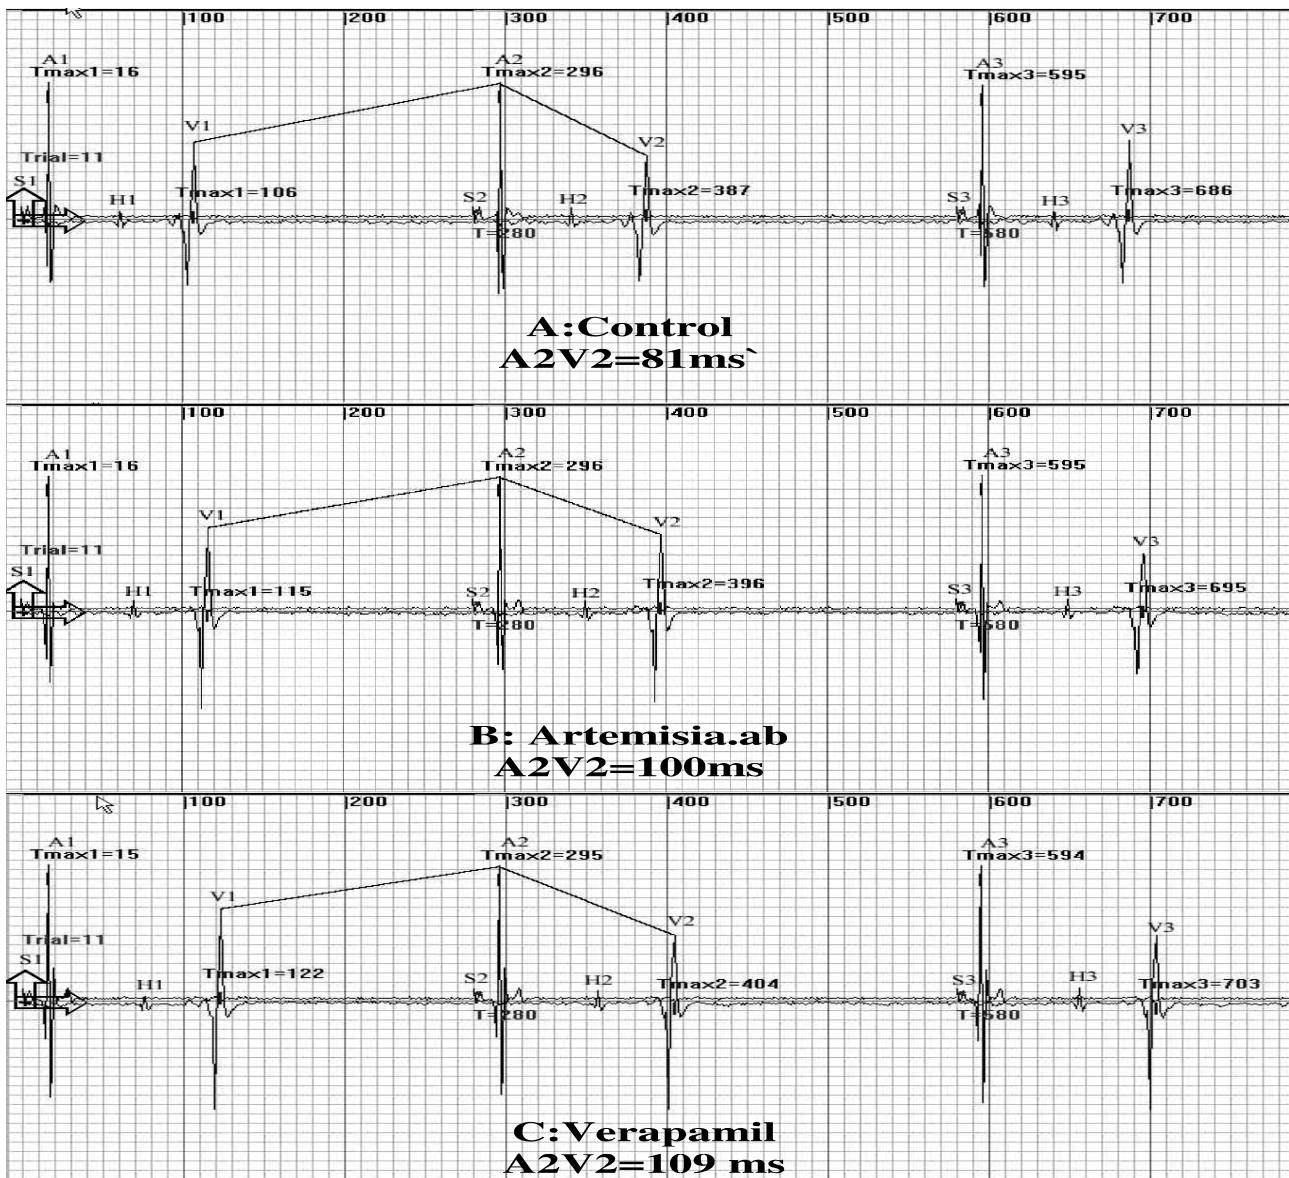 |100 |200 |300 |400 |500 |600 |700
A1 A2 A3
Tmax1=16 Tmax2=296 Tmax3=595
V1 V2 V3
Trial=11
S1 H1 Tmax1=106 S2 H2 Tmax2=387 S3 H3 Tmax3=686
T=280 T=580
A:Control
A2V2=81ms`
|100 |200 |300 |400 |500 |600 |700
A1 A2 A3
Tmax1=16 Tmax2=296 Tmax3=595
V1 V2 V3
Trial=11
S1 H1 Tmax1=115 S2 H2 Tmax2=396 S3 H3 Tmax3=695
T=280 T=580
B: Artemisia.ab
A2V2=100ms
|100 |200 |300 |400 |500 |600 |700
A1 A2 A3
Tmax1=15 Tmax2=295 Tmax3=594
V1 V2 V3
Trial=11
S1 H1 Tmax1=122 S2 H2 Tmax2=404 S3 H3 Tmax3=703
T=280 T=580
C:Verapamil
A2V2=109 ms